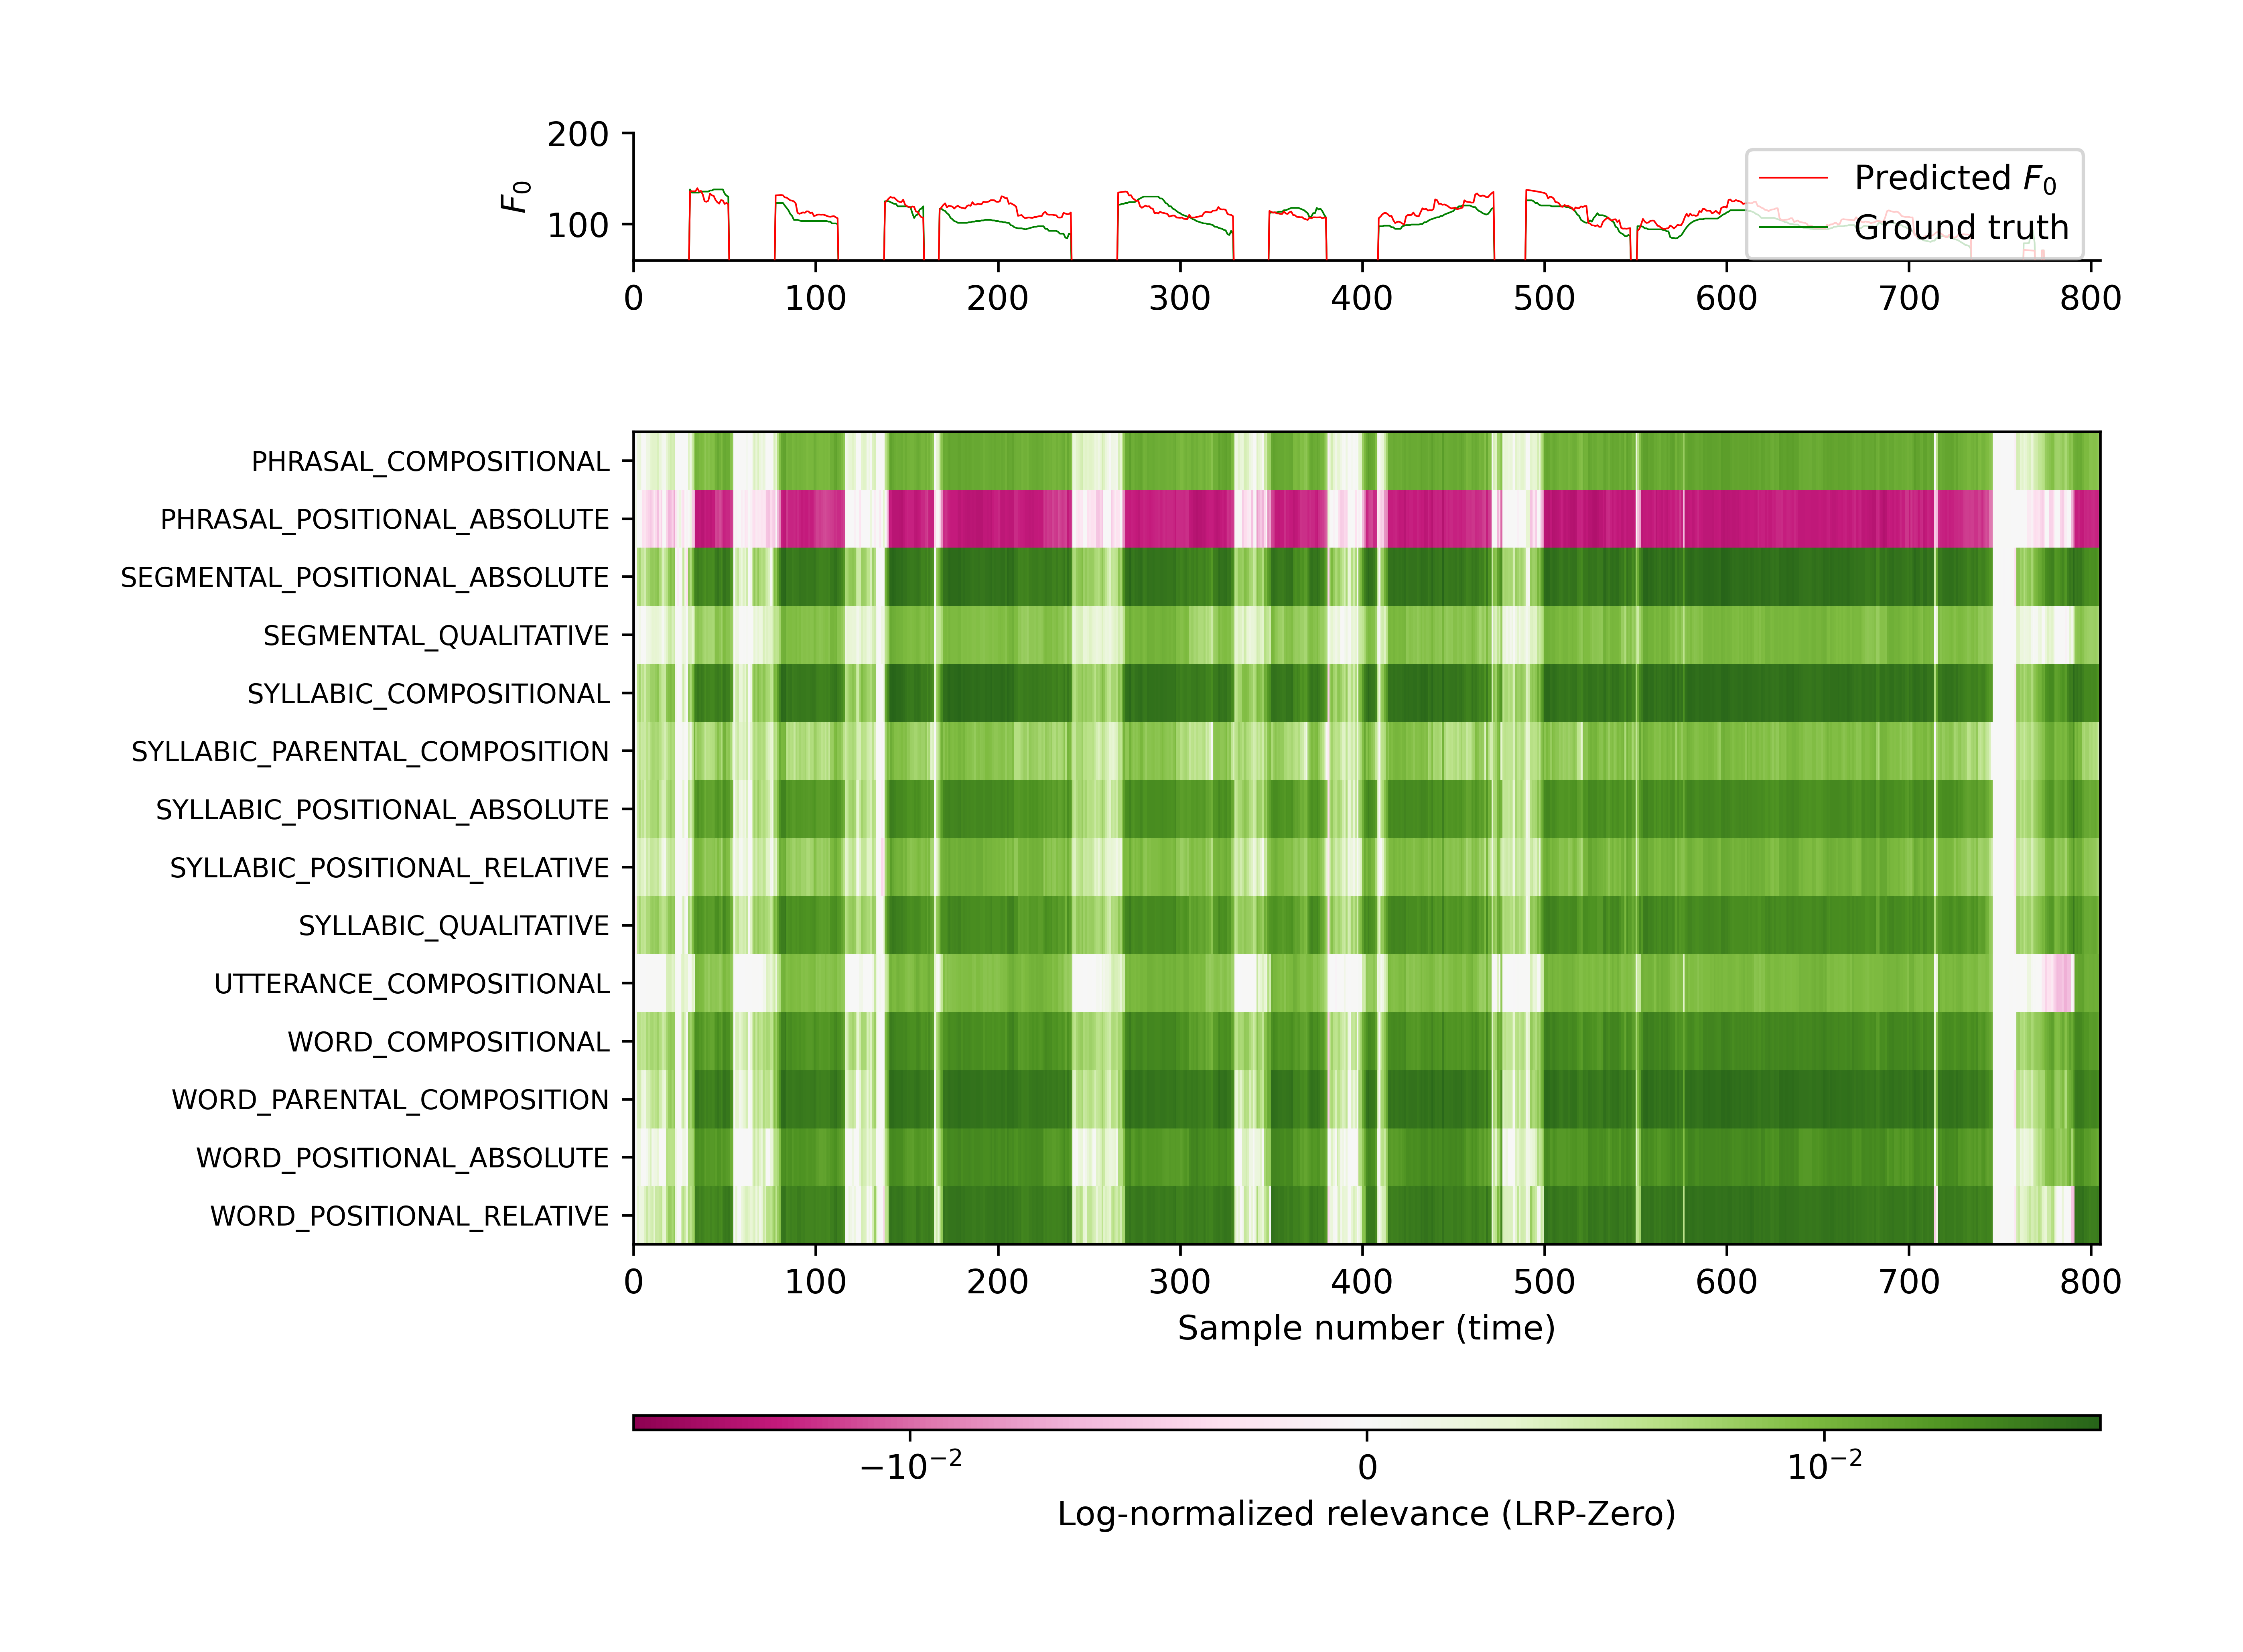 200
100
F0
Predicted F0
Ground truth
0 100 200 300 400 500 600 700 800
PHRASAL_COMPOSITIONAL
PHRASAL_POSITIONAL_ABSOLUTE
SEGMENTAL_POSITIONAL_ABSOLUTE
SEGMENTAL_QUALITATIVE
SYLLABIC_COMPOSITIONAL
SYLLABIC_PARENTAL_COMPOSITION
SYLLABIC_POSITIONAL_ABSOLUTE
SYLLABIC_POSITIONAL_RELATIVE
SYLLABIC_QUALITATIVE
UTTERANCE_COMPOSITIONAL
WORD_COMPOSITIONAL
WORD_PARENTAL_COMPOSITION
WORD_POSITIONAL_ABSOLUTE
WORD_POSITIONAL_RELATIVE
0 100 200 300 400 500 600 700 800
Sample number (time)
−10⁻² 0 10⁻²
Log-normalized relevance (LRP-Zero)